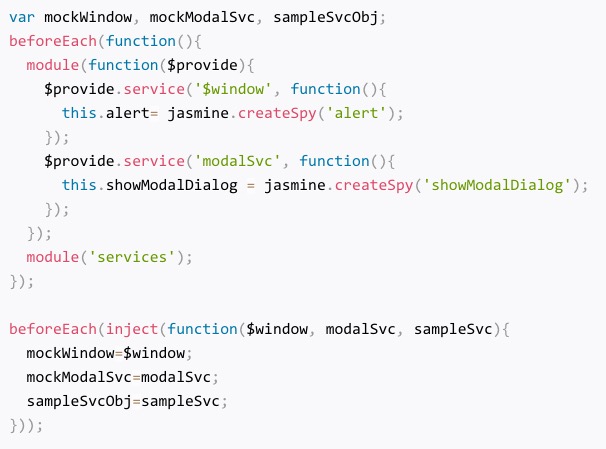 var mockWindow, mockModalSvc, sampleSvcObj;
beforeEach(function(){
  module(function($provide){
    $provide.service('$window', function(){
      this.alert= jasmine.createSpy('alert');
    });
    $provide.service('modalSvc', function(){
      this.showModalDialog = jasmine.createSpy('showModalDialog');
    });
  });
  module('services');
});

beforeEach(inject(function($window, modalSvc, sampleSvc){
  mockWindow=$window;
  mockModalSvc=modalSvc;
  sampleSvcObj=sampleSvc;
}));